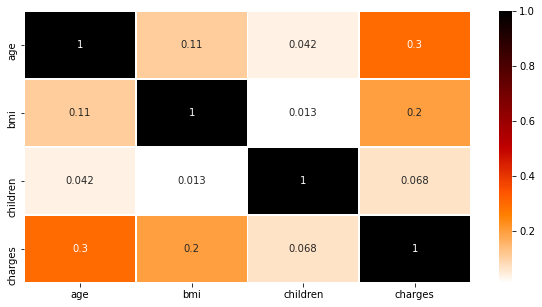 age 1 0.11 0.042 0.3
bmi 0.11 1 0.013 0.2
children 0.042 0.013 1 0.068
charges 0.3 0.2 0.068 1
age bmi children charges
1.0
0.8
0.6
0.4
0.2